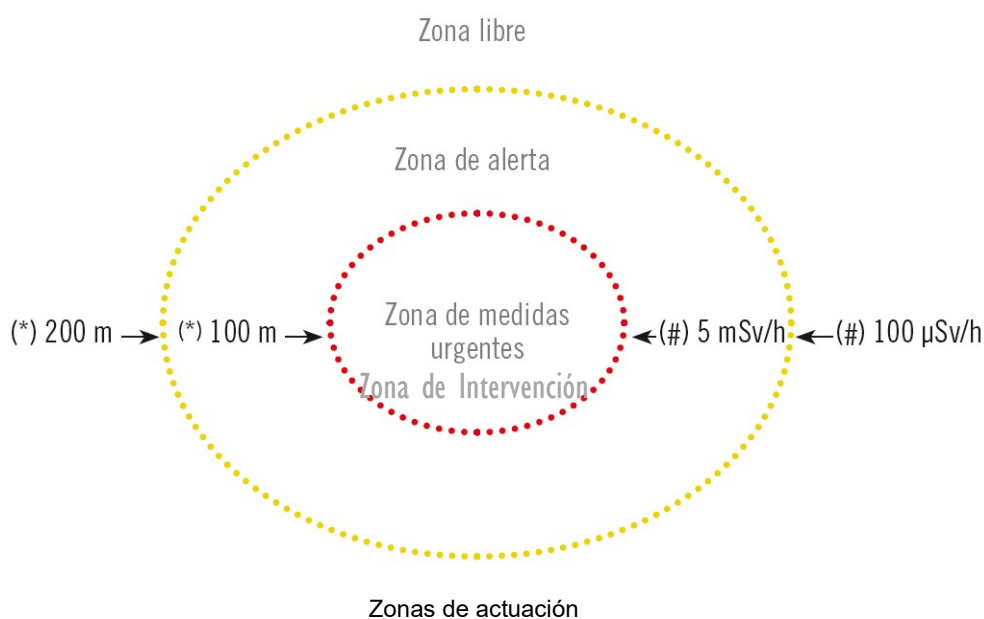 Zona libre
Zona de alerta
(*) 200 m
(*) 100 m
Zona de medidas
urgentes
Zona de Intervención
(#) 5 mSv/h
(#) 100 µSv/h
Zonas de actuación